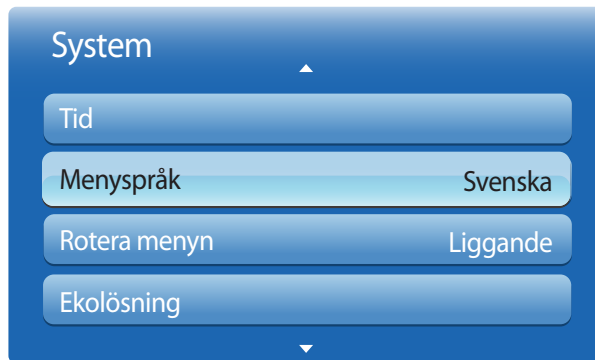 System
Tid
Menyspråk Svenska
Rotera menyn Liggande
Ekolösning